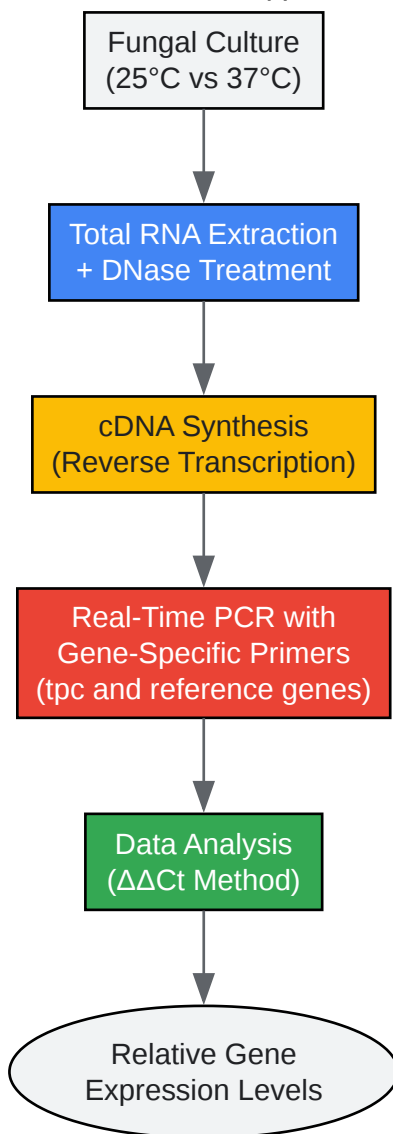 Fungal Culture
(25°C vs 37°C)
Total RNA Extraction
+ DNase Treatment
cDNA Synthesis
(Reverse Transcription)
Real-Time PCR with
Gene-Specific Primers
(tpc and reference genes)
Data Analysis
(ΔΔCt Method)
Relative Gene
Expression Levels